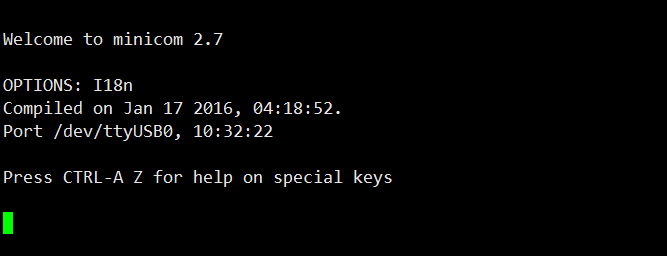 Welcome to minicom 2.7
OPTIONS: I18n
Compiled on Jan 17 2016, 04:18:52.
Port /dev/ttyUSB0, 10:32:22
Press CTRL-A Z for help on special keys